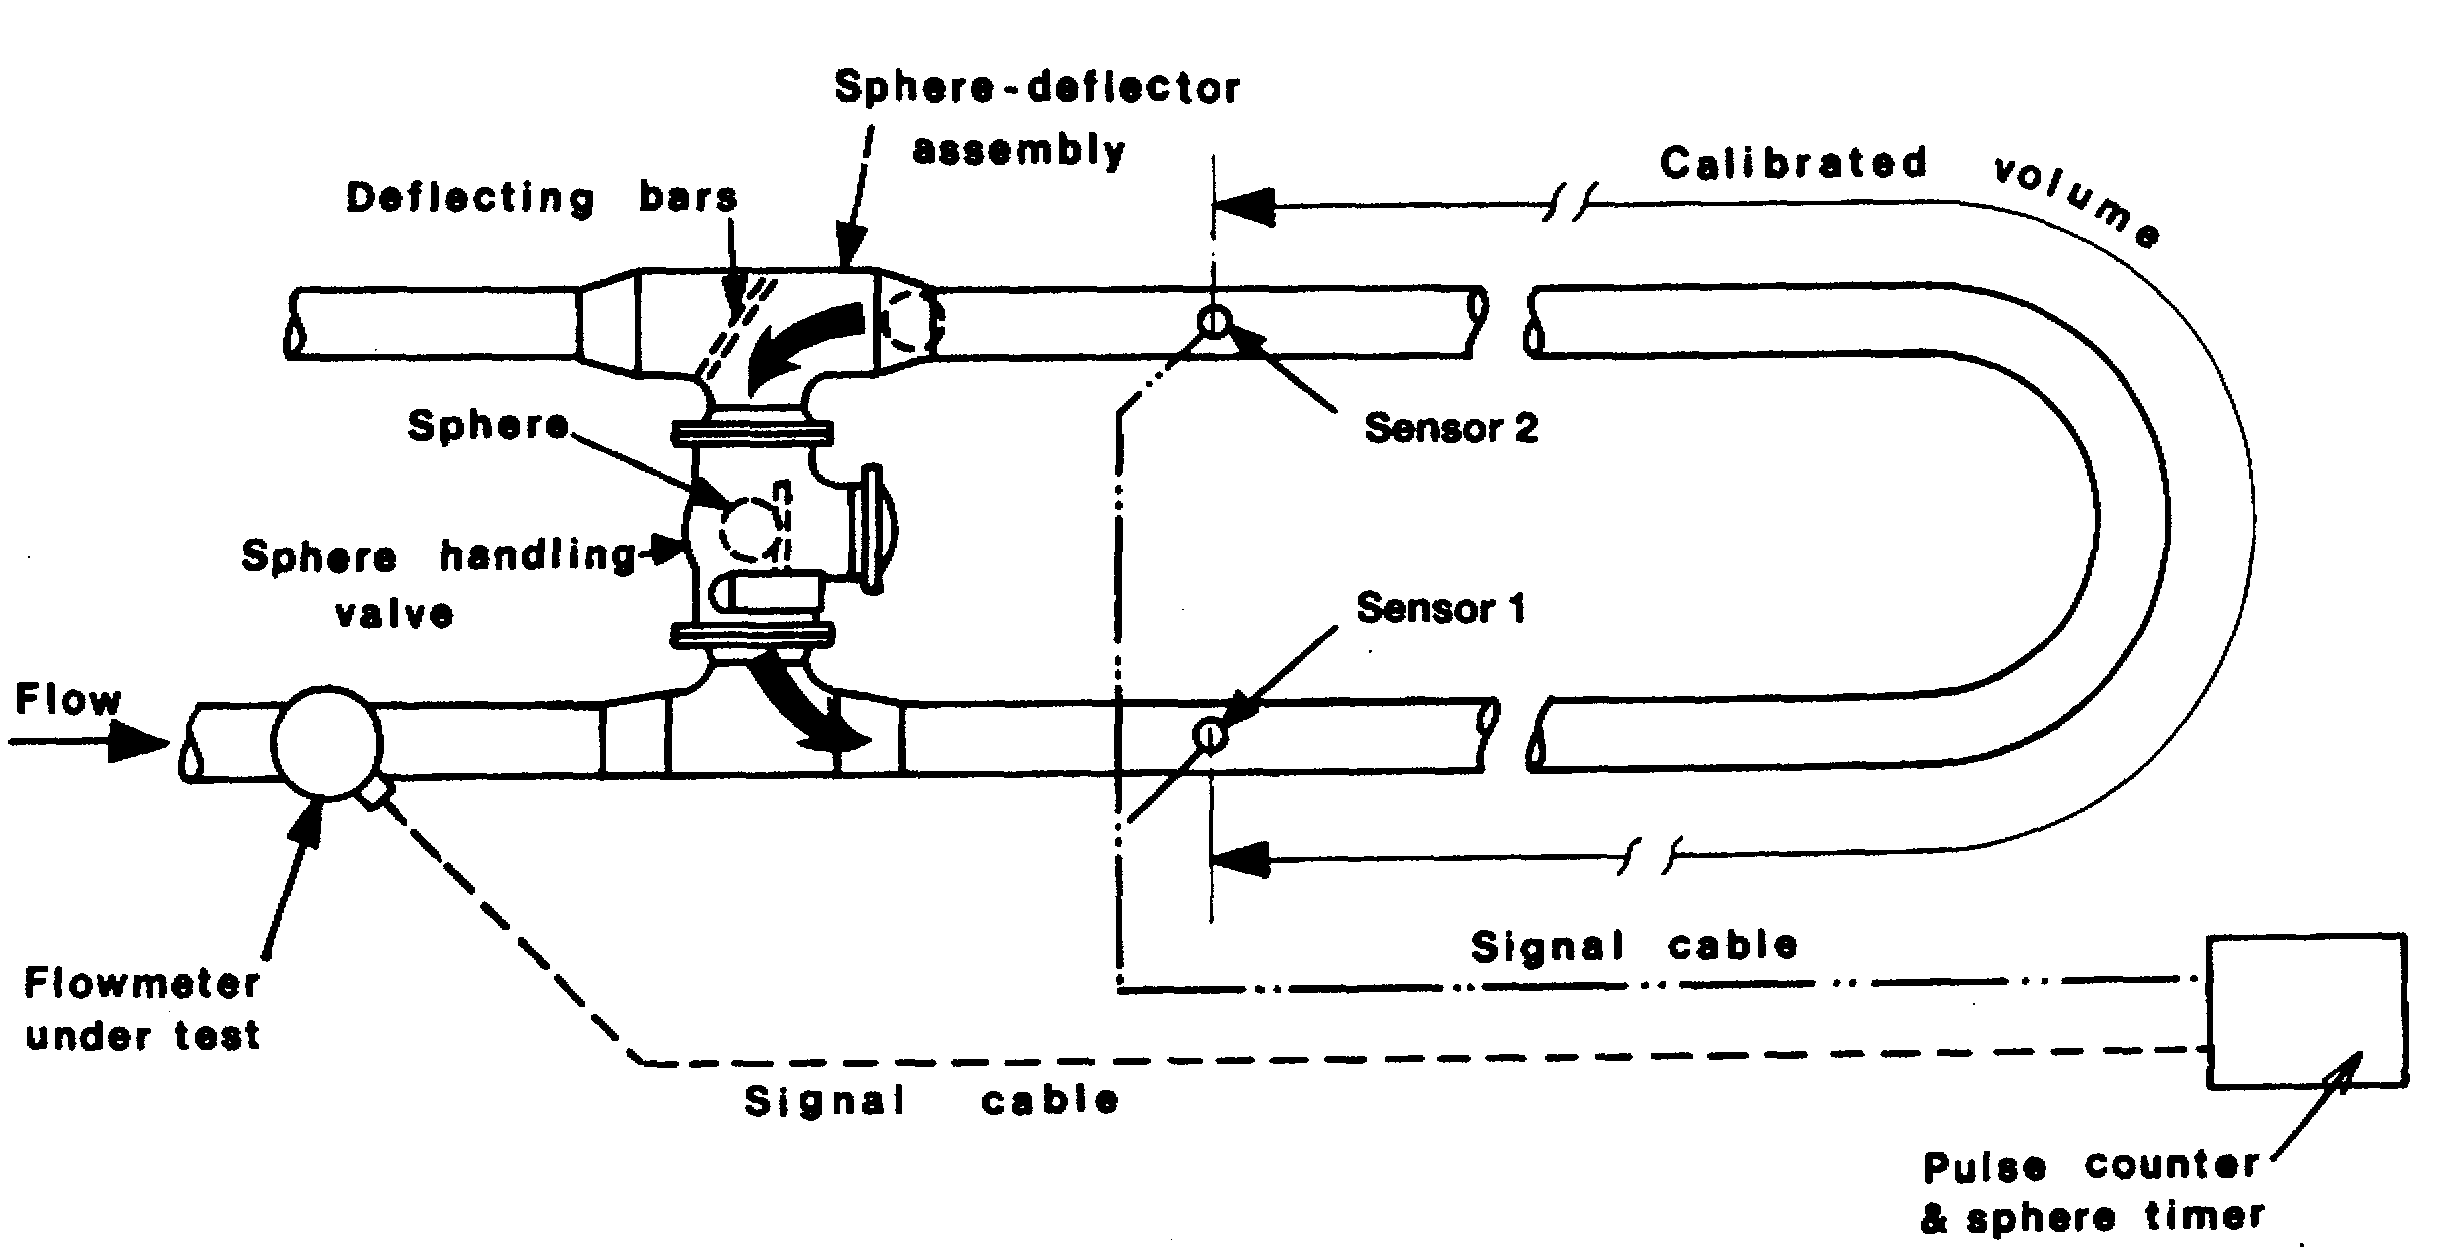 Sphere-deflector
assembly
Deflecting bars
Calibrated volume
Sphere
Sensor 2
Sphere handling
valve
Sensor 1
Flow
Flowmeter
under test
Signal cable
Signal cable
Pulse counter
& sphere timer